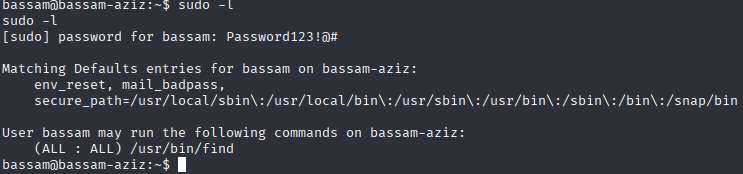 bassam@bassam-aziz:~$ sudo -l
sudo -l
[sudo] password for bassam: Password123!@#
Matching Defaults entries for bassam on bassam-aziz:
env_reset, mail_badpass,
secure_path=/usr/local/sbin\:/usr/local/bin\:/usr/sbin\:/usr/bin\:/sbin\:/bin\:/snap/bin
User bassam may run the following commands on bassam-aziz:
(ALL : ALL) /usr/bin/find
bassam@bassam-aziz:~$